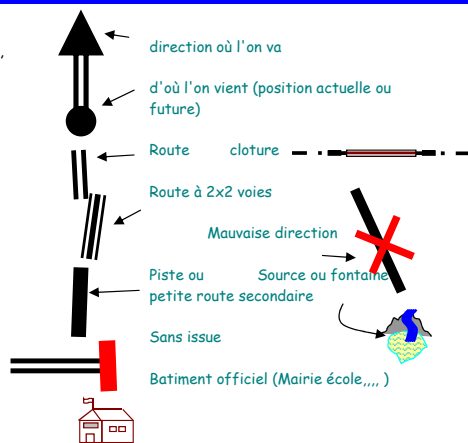 ,
direction où l'on va
d'où l'on vient (position actuelle ou
future)
Route cloture
Route à 2x2 voies
Mauvaise direction
Piste ou Source ou fontaine
petite route secondaire
Sans issue
Batiment officiel (Mairie école,,,, )